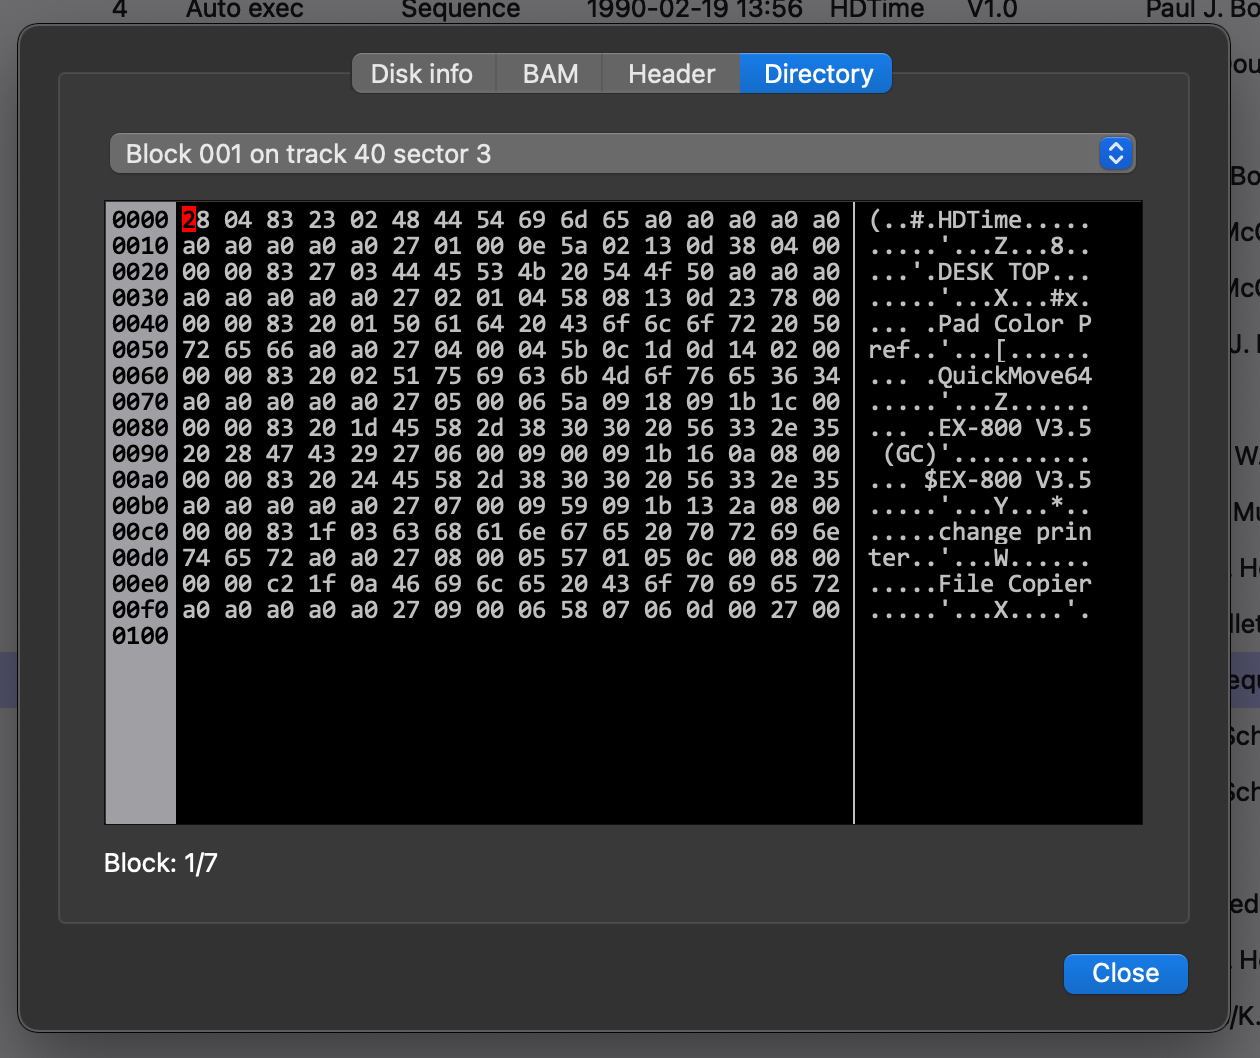 4 Auto exec Sequence 1990-02-19 13:56 HDTime V1.0 Paul J. Bo
Disk info BAM Header Directory
Block 001 on track 40 sector 3
0000 28 04 83 23 02 48 44 54 69 6d 65 a0 a0 a0 a0 a0 (..#.HDTime.....
0010 a0 a0 a0 a0 a0 27 01 00 0e 5a 02 13 0d 38 04 00 .....'...Z...8..
0020 00 00 83 27 03 44 45 53 4b 20 54 4f 50 a0 a0 a0 ...'.DESK TOP...
0030 a0 a0 a0 a0 a0 27 02 01 04 58 08 13 0d 23 78 00 .....'...X...#x.
0040 00 00 83 20 01 50 61 64 20 43 6f 6c 6f 72 20 50 ... .Pad Color P
0050 72 65 66 a0 a0 27 04 00 04 5b 0c 1d 0d 14 02 00 ref..'...[......
0060 00 00 83 20 02 51 75 69 63 6b 4d 6f 76 65 36 34 ... .QuickMove64
0070 a0 a0 a0 a0 a0 27 05 00 06 5a 09 18 09 1b 1c 00 .....'...Z......
0080 00 00 83 20 1d 45 58 2d 38 30 30 20 56 33 2e 35 ... .EX-800 V3.5
0090 20 28 47 43 29 27 06 00 09 00 09 1b 16 0a 08 00 (GC)'..........
00a0 00 00 83 20 24 45 58 2d 38 30 30 20 56 33 2e 35 ... $EX-800 V3.5
00b0 a0 a0 a0 a0 a0 27 07 00 09 59 09 1b 13 2a 08 00 .....'...Y...*..
00c0 00 00 83 1f 03 63 68 61 6e 67 65 20 70 72 69 6e .....change prin
00d0 74 65 72 a0 a0 27 08 00 05 57 01 05 0c 00 08 00 ter..'...W......
00e0 00 00 c2 1f 0a 46 69 6c 65 20 43 6f 70 69 65 72 .....File Copier
00f0 a0 a0 a0 a0 a0 27 09 00 06 58 07 06 0d 00 27 00 .....'...X....'.
0100
Block: 1/7
Close